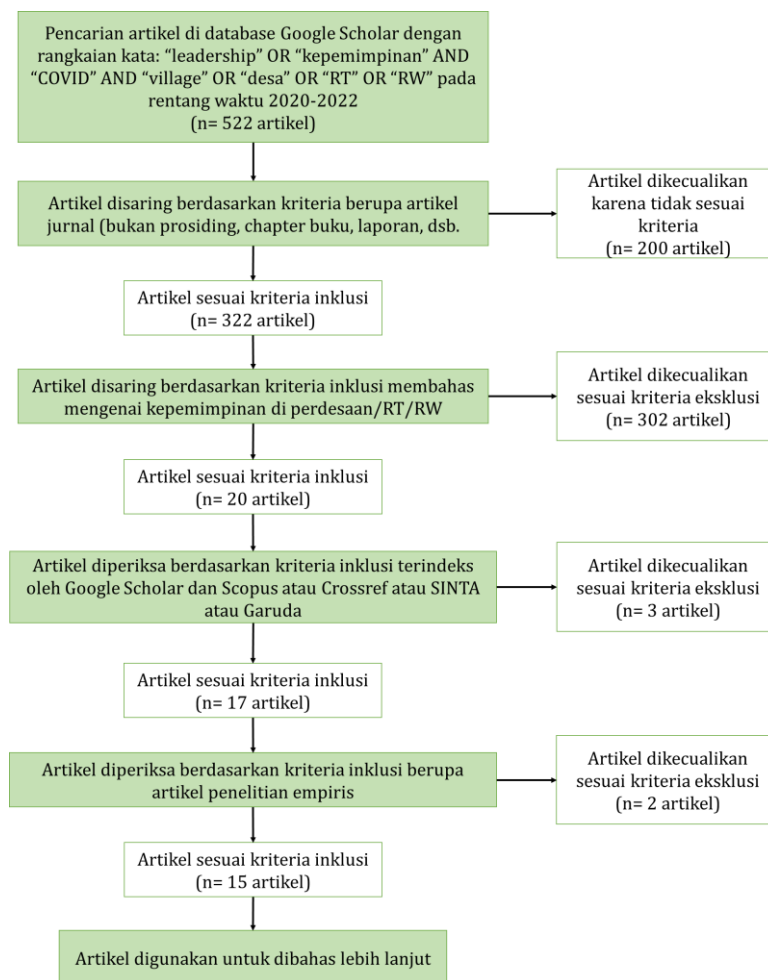 Pencarian artikel di database Google Scholar dengan
rangkaian kata: “leadership” OR “kepemimpinan” AND
“COVID” AND “village” OR “desa” OR “RT” OR “RW” pada
rentang waktu 2020-2022
(n= 522 artikel)
Artikel disaring berdasarkan kriteria berupa artikel
jurnal (bukan prosiding, chapter buku, laporan, dsb.
Artikel dikecualikan
karena tidak sesuai
kriteria
(n= 200 artikel)
Artikel sesuai kriteria inklusi
(n= 322 artikel)
Artikel disaring berdasarkan kriteria inklusi membahas
mengenai kepemimpinan di perdesaan/RT/RW
Artikel dikecualikan
sesuai kriteria eksklusi
(n= 302 artikel)
Artikel sesuai kriteria inklusi
(n= 20 artikel)
Artikel diperiksa berdasarkan kriteria inklusi terindeks
oleh Google Scholar dan Scopus atau Crossref atau SINTA
atau Garuda
Artikel dikecualikan
sesuai kriteria eksklusi
(n= 3 artikel)
Artikel sesuai kriteria inklusi
(n= 17 artikel)
Artikel diperiksa berdasarkan kriteria inklusi berupa
artikel penelitian empiris
Artikel dikecualikan
sesuai kriteria eksklusi
(n= 2 artikel)
Artikel sesuai kriteria inklusi
(n= 15 artikel)
Artikel digunakan untuk dibahas lebih lanjut